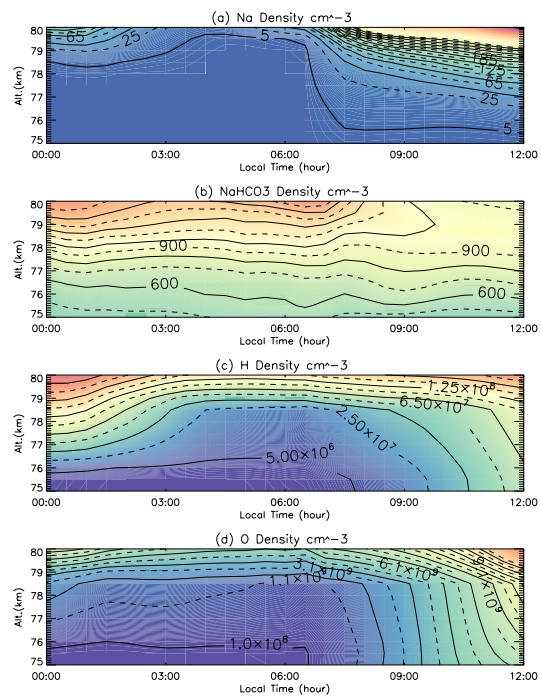 (a) Na Density cm^-3
80
79
78
77
76
75
Alt.(km)
65
25
5
185
125
65
25
5
00:00 03:00 06:00 09:00 12:00
Local Time (hour)
(b) NaHCO3 Density cm^-3
80
79
78
77
76
75
Alt.(km)
900
900
600
600
00:00 03:00 06:00 09:00 12:00
Local Time (hour)
(c) H Density cm^-3
80
79
78
77
76
75
Alt.(km)
1.25×10⁸
6.50×10⁷
2.50×10⁷
5.00×10⁶
00:00 03:00 06:00 09:00 12:00
Local Time (hour)
(d) O Density cm^-3
80
79
78
77
76
75
Alt.(km)
3.1×10⁹
6.1×10⁹
1.1×10⁹
1.0×10⁸
00:00 03:00 06:00 09:00 12:00
Local Time (hour)